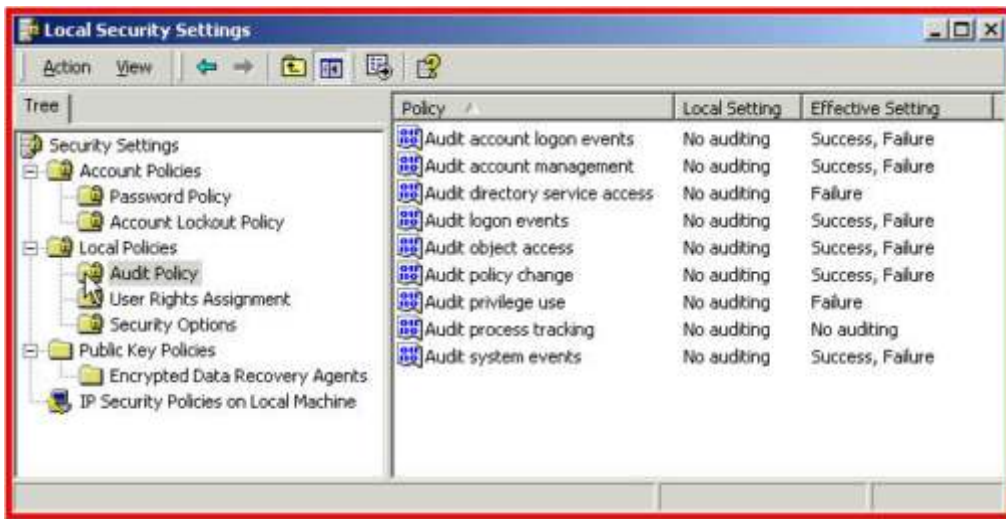 Local Security Settings
Action View
Tree
Security Settings
Account Policies
Password Policy
Account Lockout Policy
Local Policies
Audit Policy
User Rights Assignment
Security Options
Public Key Policies
Encrypted Data Recovery Agents
IP Security Policies on Local Machine
Policy Local Setting Effective Setting
Audit account logon events No auditing Success, Failure
Audit account management No auditing Success, Failure
Audit directory service access No auditing Failure
Audit logon events No auditing Success, Failure
Audit object access No auditing Success, Failure
Audit policy change No auditing Success, Failure
Audit privilege use No auditing Failure
Audit process tracking No auditing No auditing
Audit system events No auditing Success, Failure